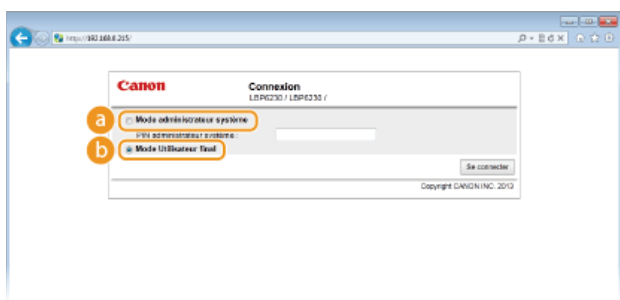 http://192.168.0.215/
Canon
Connexion
LBP6230 / LBP6230 /
a
Mode administrateur système
PIN administrateur système :
b
Mode Utilisateur final
Se connecter
Copyright CANON INC. 2013